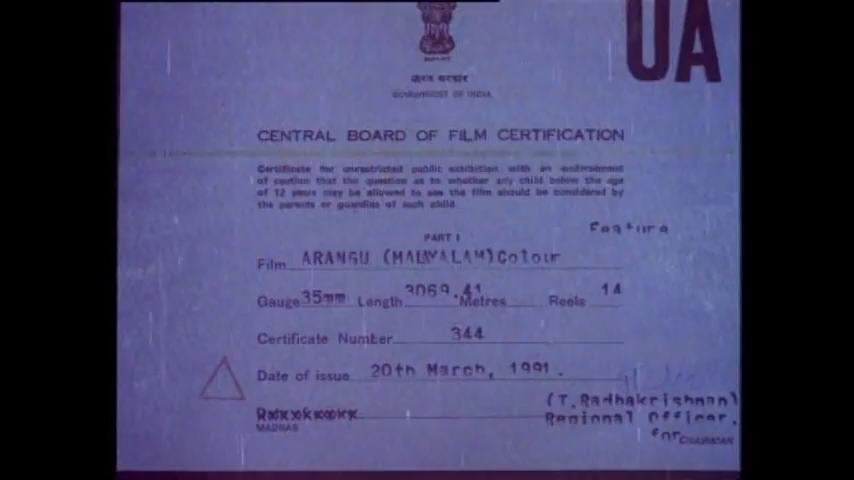 UA
भारत सरकार
GOVERNMENT OF INDIA
CENTRAL BOARD OF FILM CERTIFICATION
Certificate for unrestricted public exhibition with an endorsement
of caution that the question as to whether any child below the age
of 12 years may be allowed to see the film should be considered by
the parents or guardian of such child
PART I
Feature
Film ARANGU (MALAYALAM) Colour
Gauge 35mm Length 3069.41 Metres Reels 14
Certificate Number 344
Date of issue 20th March, 1991.
(T.Radhakrishnan)
Regional Officer.
MADRAS
for CHAIRMAN